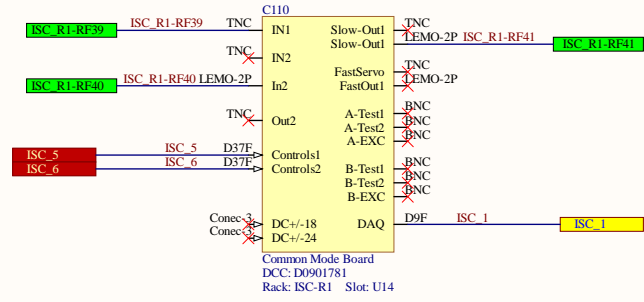 C110
ISC_R1-RF39 ISC_R1-RF39 TNC IN1 Slow-Out1 TNC
Slow-Out1 LEMO-2P ISC_R1-RF41 ISC_R1-RF41
TNC IN2
FastServo TNC
ISC_R1-RF40 ISC_R1-RF40 LEMO-2P In2 FastOut1 LEMO-2P
A-Test1 BNC
TNC Out2 A-Test2 BNC
A-EXC BNC
ISC_5 ISC_5 D37F Controls1
ISC_6 ISC_6 D37F Controls2 B-Test1 BNC
B-Test2 BNC
B-EXC BNC
Conec-3 DC+/-18 DAQ D9F ISC_1 ISC_1
Conec-3 DC+/-24
Common Mode Board
DCC: D0901781
Rack: ISC-R1 Slot: U14